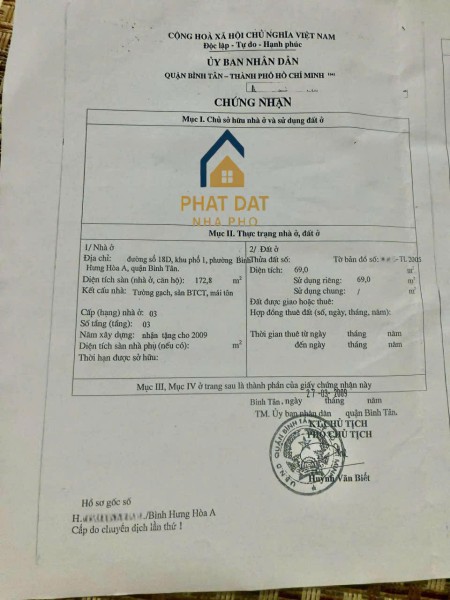 CỘNG HOÀ XÃ HỘI CHỦ NGHĨA VIỆT NAM
Độc lập - Tự do - Hạnh phúc
ỦY BAN NHÂN DÂN
QUẬN BÌNH TÂN – THÀNH PHỐ HỒ CHÍ MINH
CHỨNG NHẬN
Mục I. Chủ sở hữu nhà ở và sử dụng đất ở
PHAT DAT
NHA PHO
Mục II. Thực trạng nhà ở, đất ở
1/ Nhà ở
Địa chỉ: đường số 18D, khu phố 1, phường Bình
Hưng Hòa A, quận Bình Tân.
Diện tích sàn (nhà ở, căn hộ): 172,8 m²
Kết cấu nhà: Tường gạch, sàn BTCT, mái tôn
Cấp (hạng) nhà ở: 03
Số tầng (tầng): 03
Năm xây dựng: nhận tặng cho 2009
Diện tích sàn nhà phụ (nếu có): m²
Thời hạn được sở hữu:
2/ Đất ở
Thửa đất số: Tờ bản đồ số: TL 2003
Diện tích: 69,0 m²
Sử dụng riêng: 69,0 m²
Sử dụng chung: / m²
Đất được giao hoặc thuê:
Hợp đồng thuê đất (số, ngày, tháng, năm):
Thời gian thuê từ ngày tháng năm
đến ngày tháng năm
Mục III, Mục IV ở trang sau là thành phần của giấy chứng nhận này
27-03-2009
Bình Tân, ngày tháng năm
TM. Ủy ban nhân dân quận Bình Tân.
KT.CHỦ TỊCH
PHÓ CHỦ TỊCH
Huỳnh Văn Biết
Hồ sơ gốc số
H. /Bình Hưng Hòa A
Cấp do chuyển dịch lần thứ 1